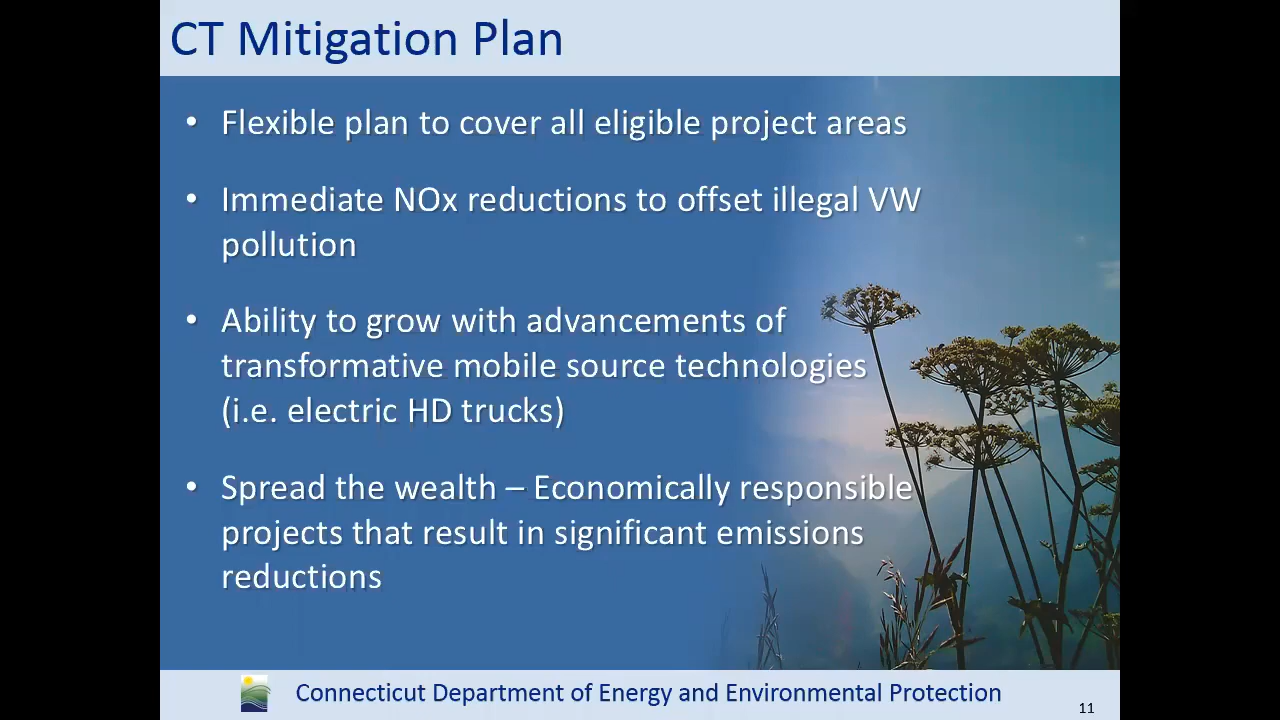 CT Mitigation Plan
• Flexible plan to cover all eligible project areas
• Immediate NOx reductions to offset illegal VW
pollution
• Ability to grow with advancements of
transformative mobile source technologies
(i.e. electric HD trucks)
• Spread the wealth – Economically responsible
projects that result in significant emissions
reductions
Connecticut Department of Energy and Environmental Protection
11